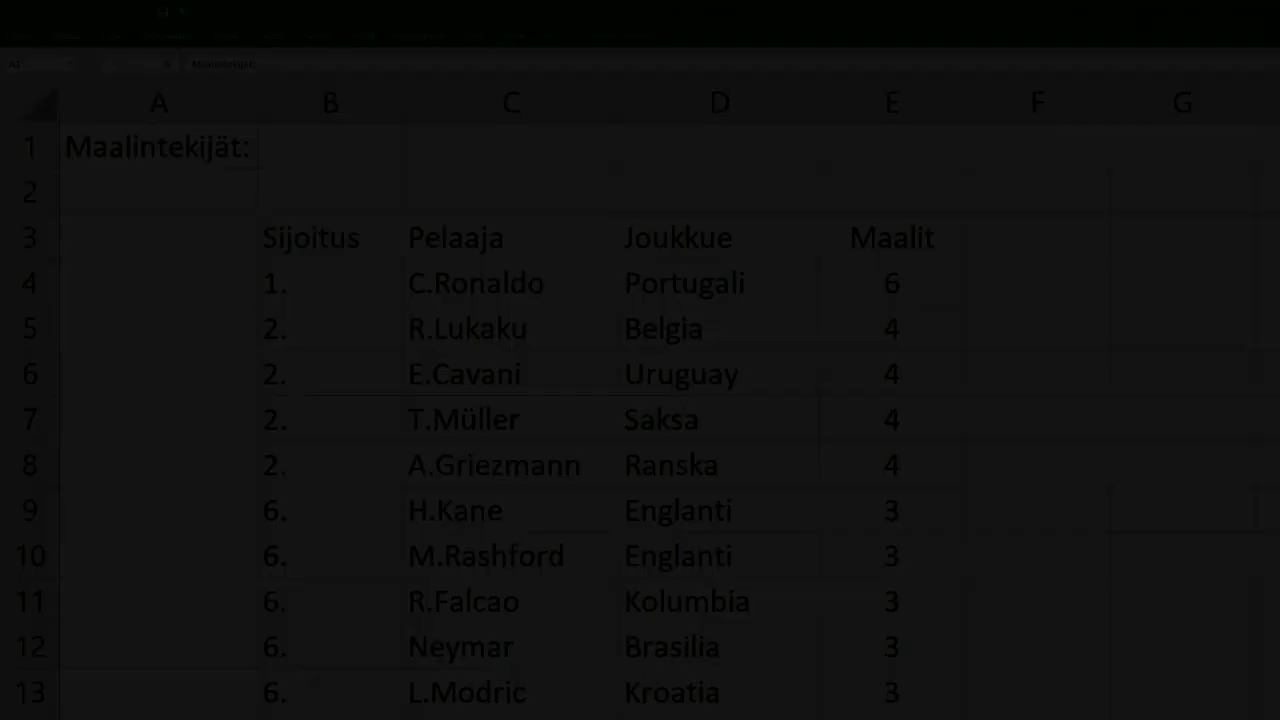 A1 Maalintekijät:
A B C D E F G
1 Maalintekijät:
2
3 Sijoitus Pelaaja Joukkue Maalit
4 1. C.Ronaldo Portugali 6
5 2. R.Lukaku Belgia 4
6 2. E.Cavani Uruguay 4
7 2. T.Müller Saksa 4
8 2. A.Griezmann Ranska 4
9 6. H.Kane Englanti 3
10 6. M.Rashford Englanti 3
11 6. R.Falcao Kolumbia 3
12 6. Neymar Brasilia 3
13 6. L.Modric Kroatia 3